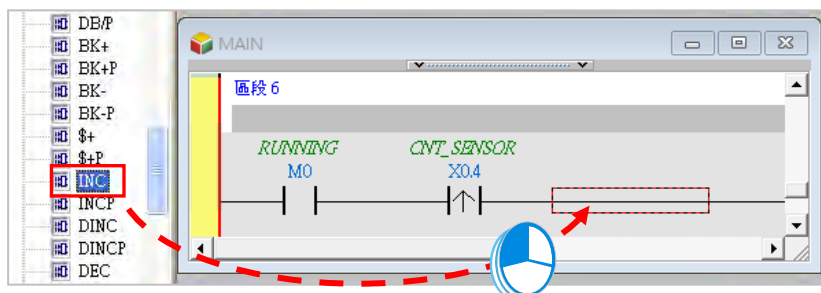 DB/P
BK+
BK+P
BK-
BK-P
$+
$+P
INC
INCP
DINC
DINCP
DEC
MAIN
區段 6
RUNNING
CNT_SENSOR
M0
X0.4